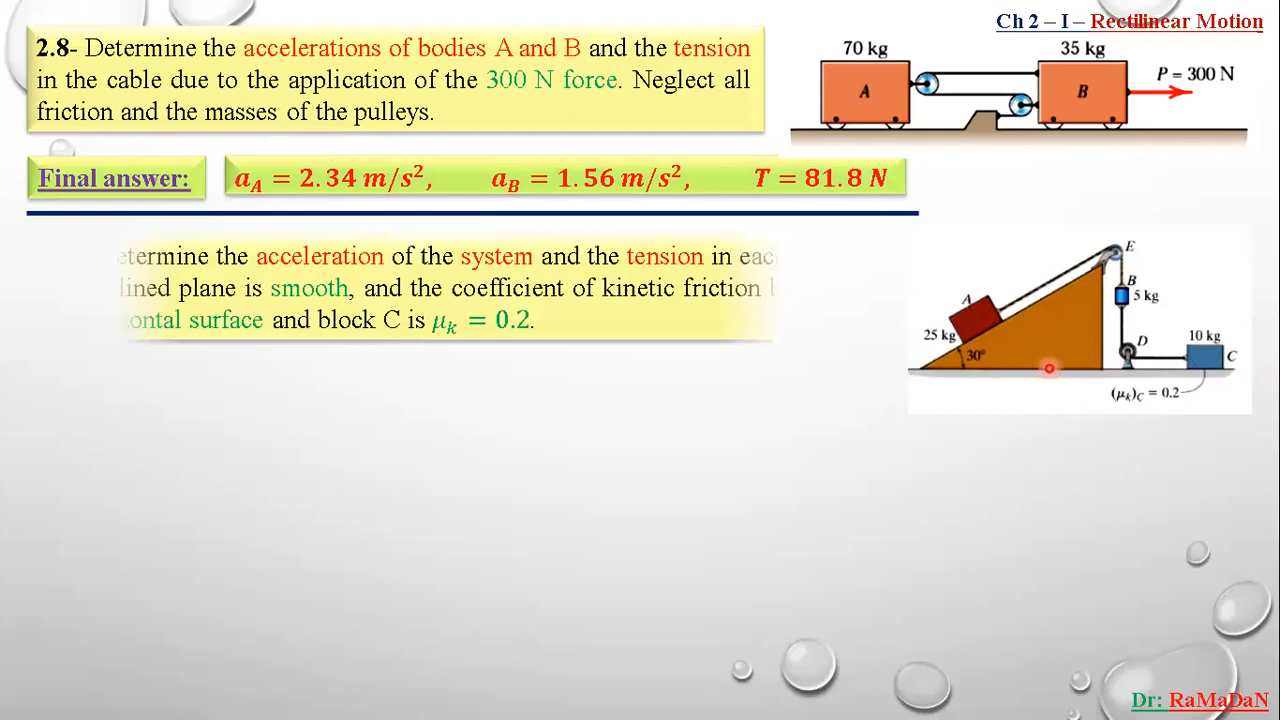 Ch 2 – I – Rectilinear Motion
2.8- Determine the accelerations of bodies A and B and the tension
in the cable due to the application of the 300 N force. Neglect all
friction and the masses of the pulleys.
70 kg
35 kg
P = 300 N
A
B
Final answer:
a_A = 2.34 m/s², a_B = 1.56 m/s², T = 81.8 N
etermine the acceleration of the system and the tension in eac
lined plane is smooth, and the coefficient of kinetic friction
ontal surface and block C is μ_k = 0.2.
E
B
5 kg
A
25 kg
30°
D
10 kg
C
(μ_k)_C = 0.2
Dr: RaMaDaN